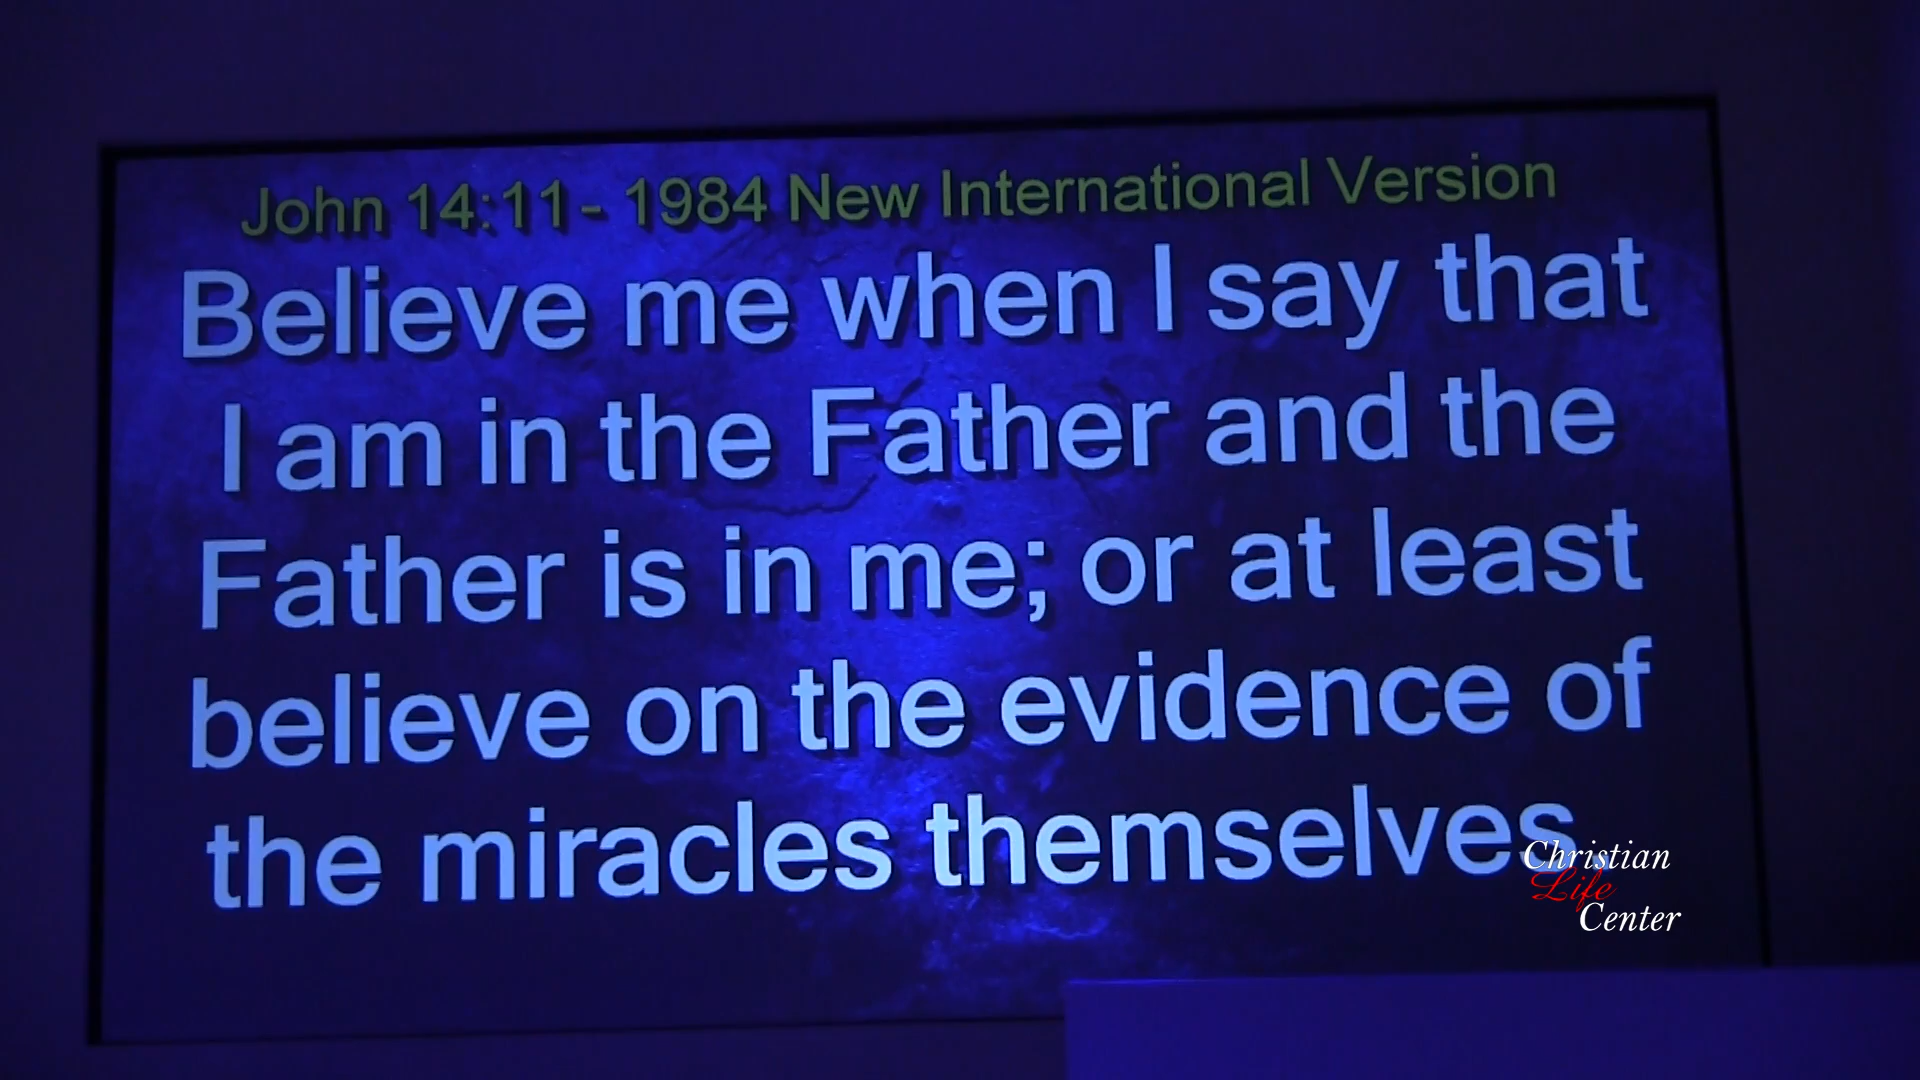 John 14:11 - 1984 New International Version
Believe me when I say that
I am in the Father and the
Father is in me; or at least
believe on the evidence of
the miracles themselves
Christian
Life
Center